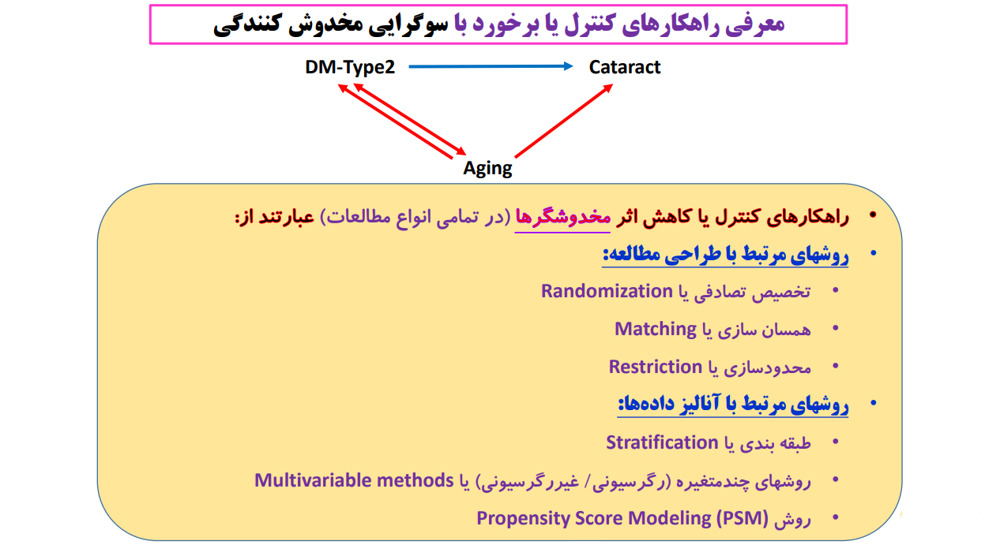 معرفی راهکارهای کنترل یا برخورد با سوگرایی مخدوش کنندگی
DM-Type2
Cataract
Aging
• راهکارهای کنترل یا کاهش اثر مخدوشگرها (در تمامی انواع مطالعات) عبارتند از:
• روشهای مرتبط با طراحی مطالعه:
• تخصیص تصادفی یا Randomization
• همسان سازی یا Matching
• محدودسازی یا Restriction
• روشهای مرتبط با آنالیز داده‌ها:
• طبقه بندی یا Stratification
• روشهای چندمتغیره (رگرسیونی/ غیررگرسیونی) یا Multivariable methods
• روش Propensity Score Modeling (PSM)